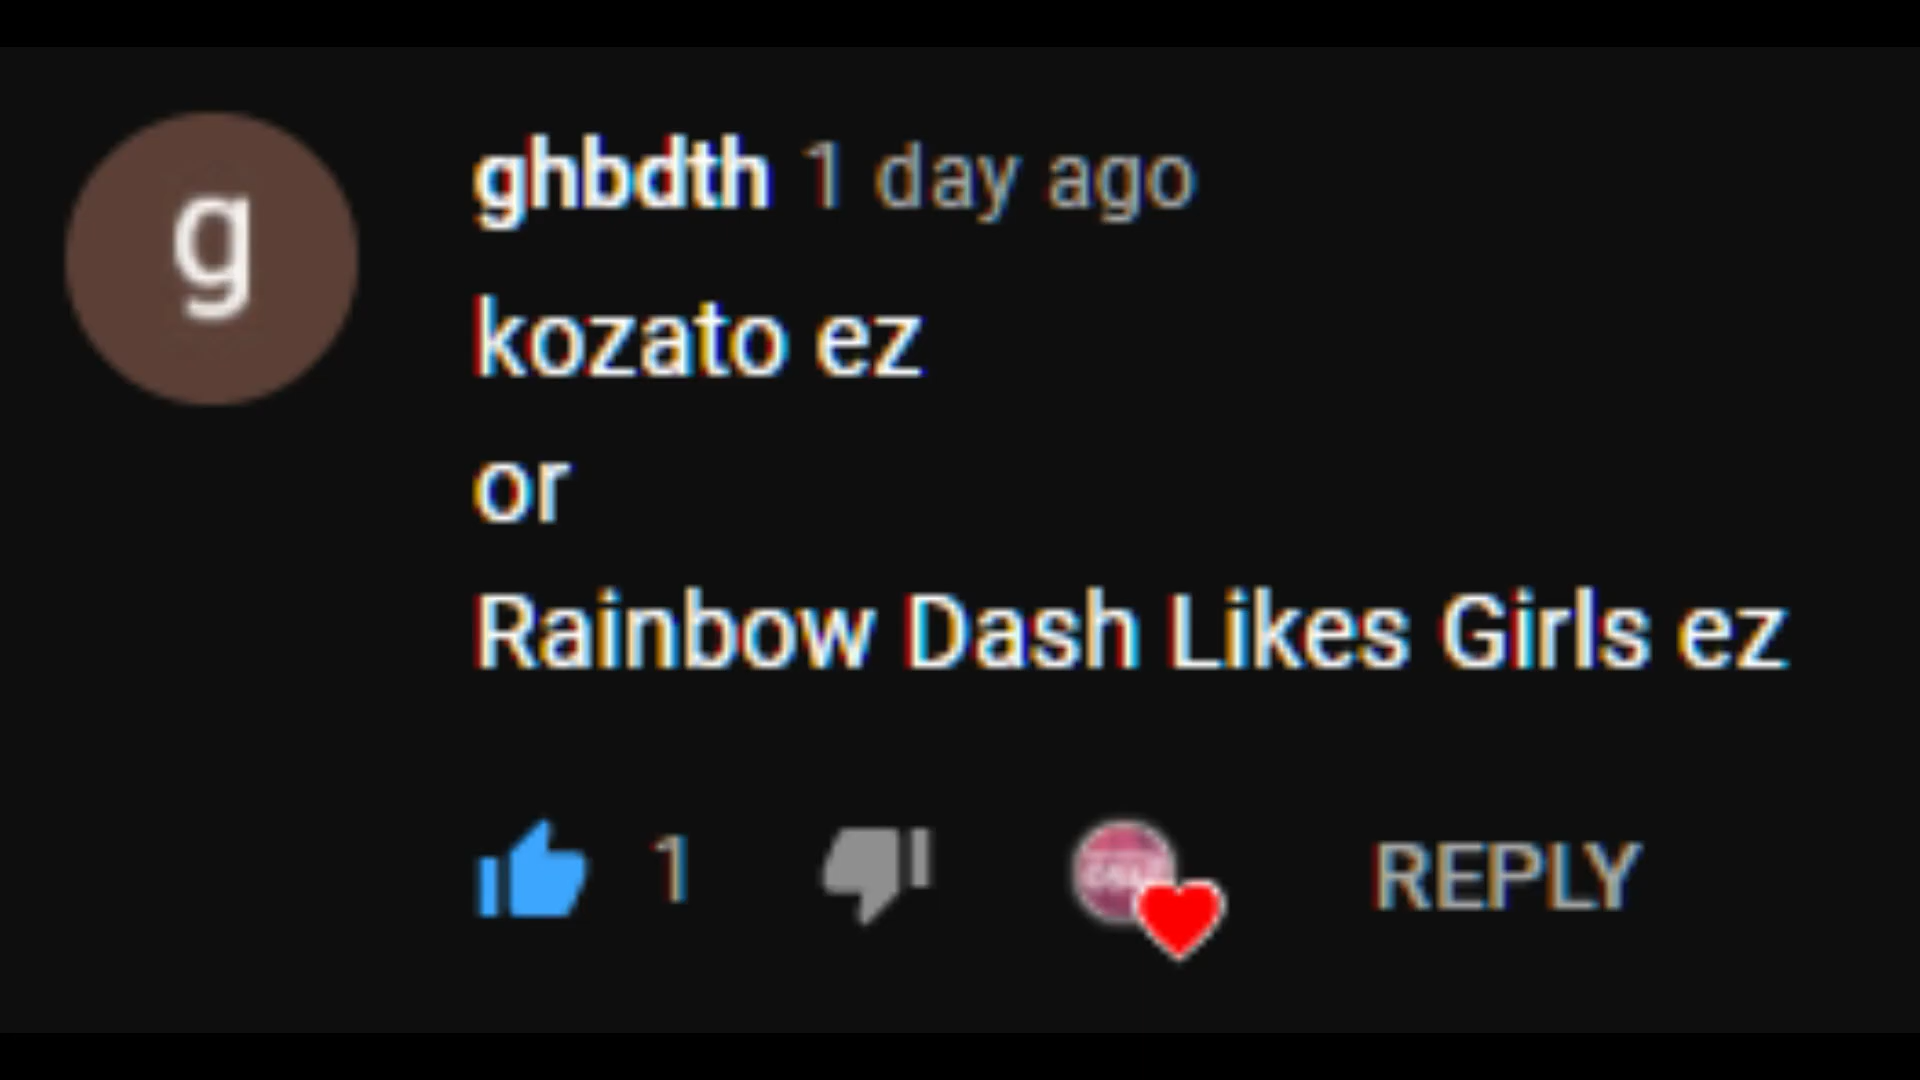 g
ghbdth 1 day ago
kozato ez
or
Rainbow Dash Likes Girls ez
1
REPLY